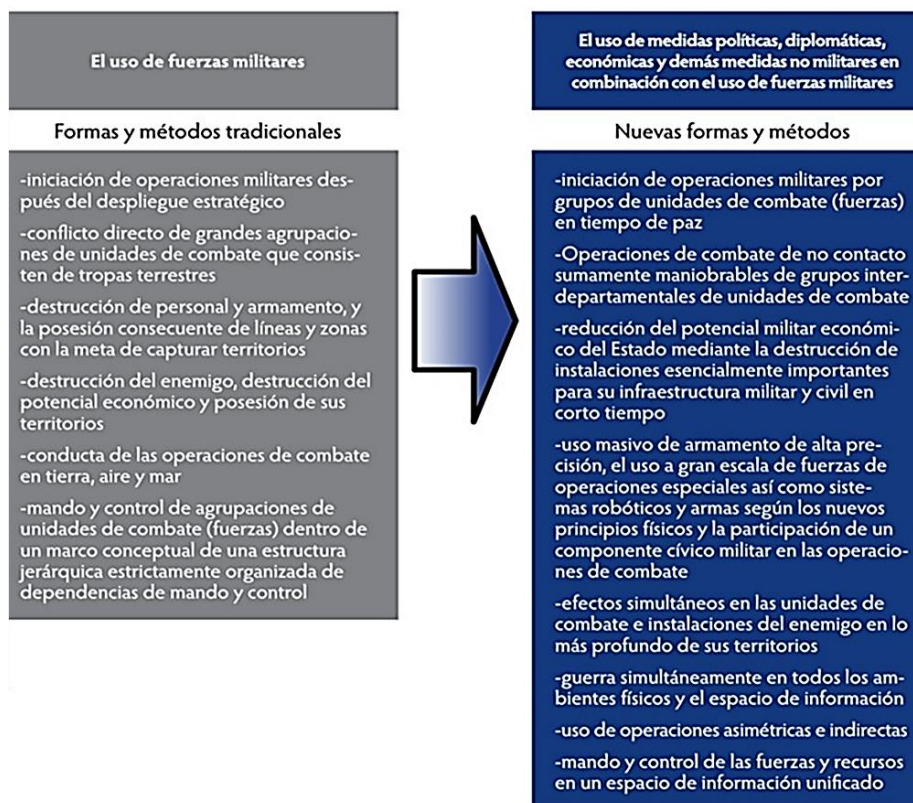 El uso de fuerzas militares
Formas y métodos tradicionales
-iniciación de operaciones militares des-
pués del despliegue estratégico
-conflicto directo de grandes agrupacio-
nes de unidades de combate que consis-
ten de tropas terrestres
-destrucción de personal y armamento, y
la posesión consecuente de líneas y zonas
con la meta de capturar territorios
-destrucción del enemigo, destrucción del
potencial económico y posesión de sus
territorios
-conducta de las operaciones de combate
en tierra, aire y mar
-mando y control de agrupaciones de
unidades de combate (fuerzas) dentro de
un marco conceptual de una estructura
jerárquica estrictamente organizada de
dependencias de mando y control
El uso de medidas políticas, diplomáticas,
económicas y demás medidas no militares en
combinación con el uso de fuerzas militares
Nuevas formas y métodos
-iniciación de operaciones militares por
grupos de unidades de combate (fuerzas)
en tiempo de paz
-Operaciones de combate de no contacto
sumamente maniobrables de grupos inter-
departamentales de unidades de combate
-reducción del potencial militar económi-
co del Estado mediante la destrucción de
instalaciones esencialmente importantes
para su infraestructura militar y civil en
corto tiempo
-uso masivo de armamento de alta pre-
cisión, el uso a gran escala de fuerzas de
operaciones especiales así como siste-
mas robóticos y armas según los nuevos
principios físicos y la participación de un
componente cívico militar en las operacio-
nes de combate
-efectos simultáneos en las unidades de
combate e instalaciones del enemigo en lo
más profundo de sus territorios
-guerra simultáneamente en todos los am-
bientes físicos y el espacio de información
-uso de operaciones asimétricas e indirectas
-mando y control de las fuerzas y recursos
en un espacio de información unificado